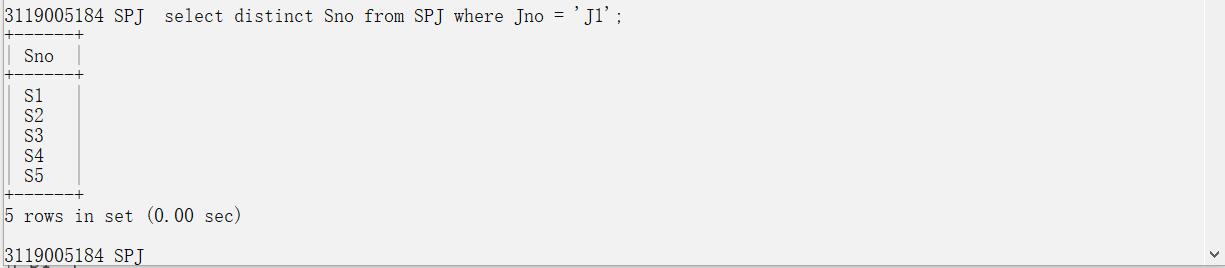 3119005184 SPJ  select distinct Sno from SPJ where Jno = 'J1';
+------+
| Sno  |
+------+
| S1   |
| S2   |
| S3   |
| S4   |
| S5   |
+------+
5 rows in set (0.00 sec)
3119005184 SPJ